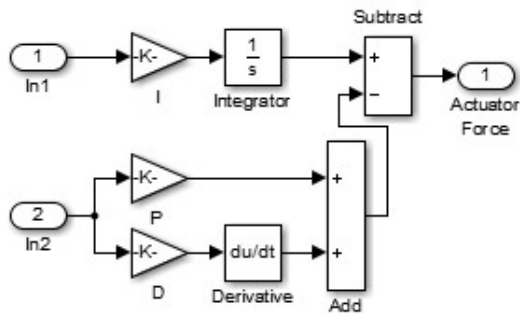 Subtract
1
In1
-K-
I
1
s
Integrator
+
−
1
Actuator
Force
2
In2
-K-
P
-K-
D
du/dt
Derivative
+
+
Add